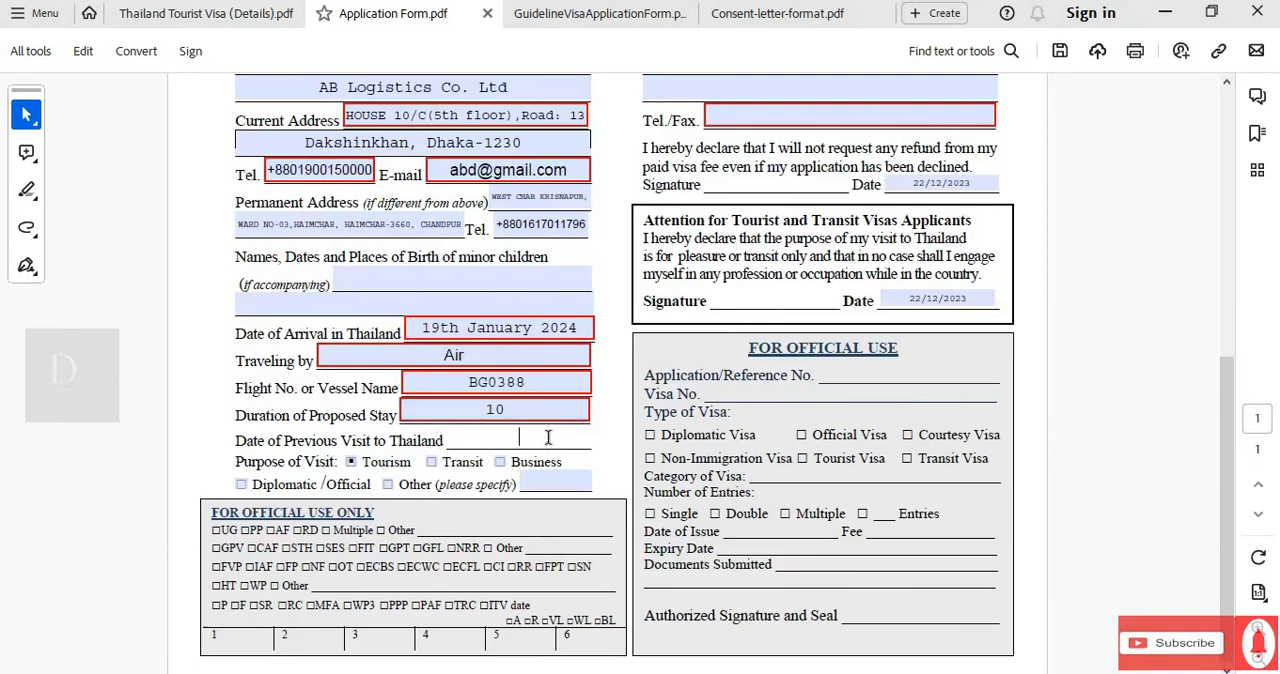 Menu
Thailand Tourist Visa (Details).pdf
Application Form.pdf
GuidelineVisaApplicationForm.p...
Consent-letter-format.pdf
Create
Sign in
All tools
Edit
Convert
Sign
Find text or tools
AB Logistics Co. Ltd
Current Address HOUSE 10/C(5th floor),Road: 13
Dakshinkhan, Dhaka-1230
Tel. +8801900150000 E-mail abd@gmail.com
Permanent Address (if different from above) WEST CHAR KRISNAPUR,
WARD NO-03,HAIMCHAR, HAIMCHAR-3660, CHANDPUR Tel. +8801617011796
Names, Dates and Places of Birth of minor children
(if accompanying)
Date of Arrival in Thailand 19th January 2024
Traveling by Air
Flight No. or Vessel Name BG0388
Duration of Proposed Stay 10
Date of Previous Visit to Thailand
Purpose of Visit: Tourism Transit Business
Diplomatic /Official Other (please specify)
FOR OFFICIAL USE ONLY
□UG □PP □AF □RD □ Multiple □ Other
□GPV □CAF □STH □SES □FIT □GPT □GFL □NRR □ Other
□FVP □IAF □FP □NF □OT □ECBS □ECWC □ECFL □CI □RR □FPT □SN
□HT □WP □ Other
□P □F □SR □RC □MFA □WP3 □PPP □PAF □TRC □ITV date
□A □R □VL □WL □BL
1 2 3 4 5 6
Tel./Fax.
I hereby declare that I will not request any refund from my
paid visa fee even if my application has been declined.
Signature Date 22/12/2023
Attention for Tourist and Transit Visas Applicants
I hereby declare that the purpose of my visit to Thailand
is for pleasure or transit only and that in no case shall I engage
myself in any profession or occupation while in the country.
Signature Date 22/12/2023
FOR OFFICIAL USE
Application/Reference No.
Visa No.
Type of Visa:
□ Diplomatic Visa □ Official Visa □ Courtesy Visa
□ Non-Immigration Visa □ Tourist Visa □ Transit Visa
Category of Visa:
Number of Entries:
□ Single □ Double □ Multiple □ ___ Entries
Date of Issue Fee
Expiry Date
Documents Submitted
Authorized Signature and Seal
1
1
D
Subscribe